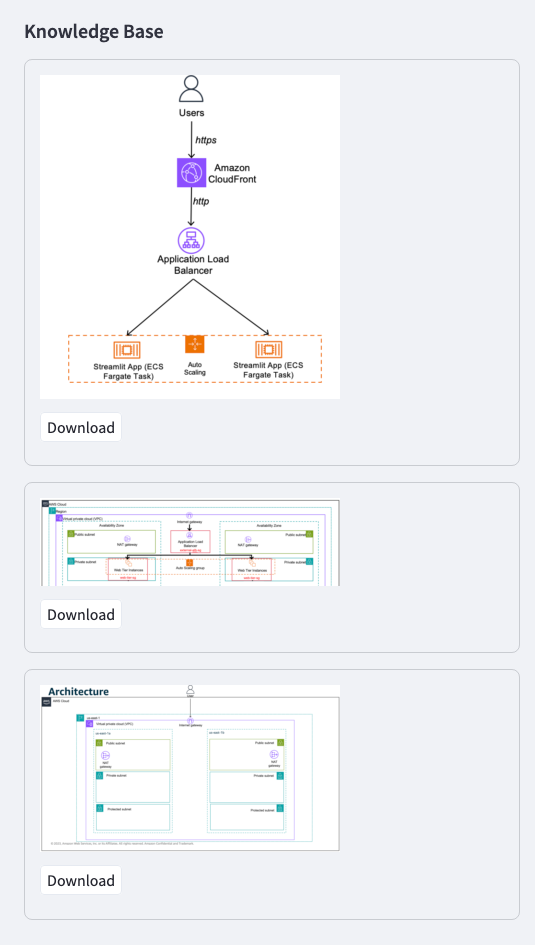 Knowledge Base
Users
https
Amazon
CloudFront
http
Application Load
Balancer
Streamlit App (ECS
Fargate Task)
Auto
Scaling
Streamlit App (ECS
Fargate Task)
Download
AWS Cloud
Region
Virtual private cloud (VPC)
Internet gateway
Availability Zone
Availability Zone
Public subnet
Public subnet
NAT gateway
Application Load
Balancer
NAT gateway
Private subnet
Private subnet
Web Tier Instances
Auto Scaling group
Web Tier Instances
Download
Architecture
User
AWS Cloud
Virtual private cloud (VPC)
Internet gateway
Public subnet
Public subnet
NAT
gateway
NAT
gateway
Private subnet
Private subnet
Protected subnet
Protected subnet
Download